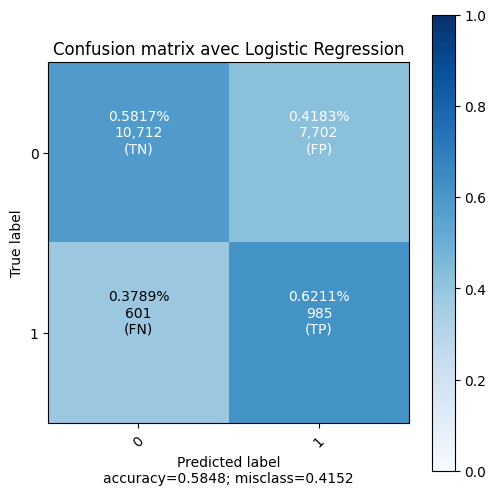 Confusion matrix avec Logistic Regression
1.0
0.8
0.6
0.4
0.2
0.0
True label
0
1
0.5817%
10,712
(TN)
0.4183%
7,702
(FP)
0.3789%
601
(FN)
0.6211%
985
(TP)
0
1
Predicted label
accuracy=0.5848; misclass=0.4152